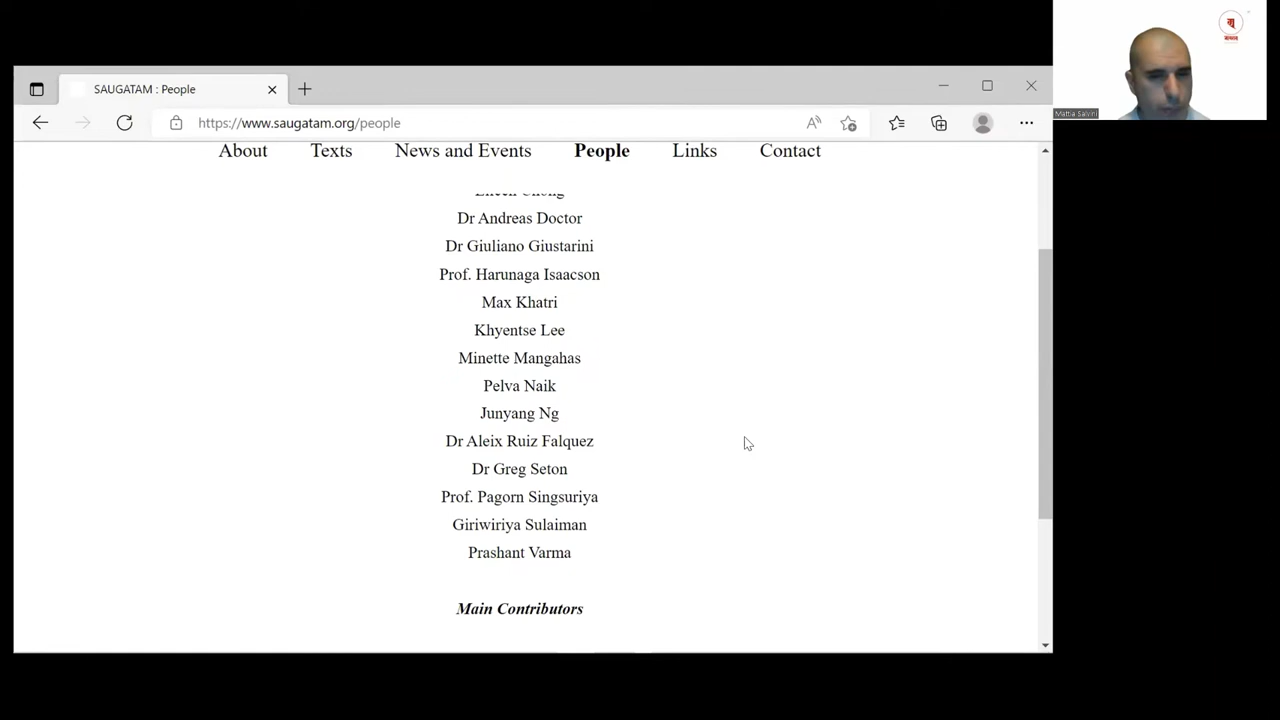 SAUGATAM : People
https://www.saugatam.org/people
About Texts News and Events People Links Contact
Dr Andreas Doctor
Dr Giuliano Giustarini
Prof. Harunaga Isaacson
Max Khatri
Khyentse Lee
Minette Mangahas
Pelva Naik
Junyang Ng
Dr Aleix Ruiz Falquez
Dr Greg Seton
Prof. Pagorn Singsuriya
Giriwiriya Sulaiman
Prashant Varma
Main Contributors
Mattia Salvini